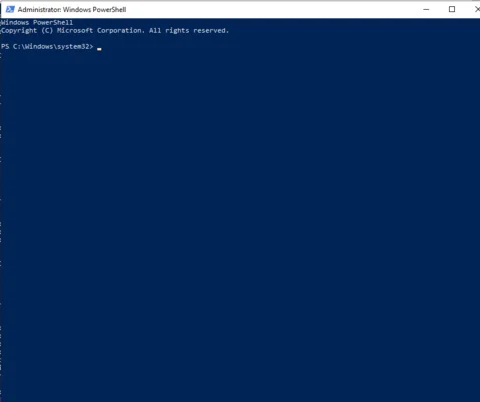 Administrator: Windows PowerShell
Windows PowerShell
Copyright (C) Microsoft Corporation. All rights reserved.
PS C:\Windows\system32> _